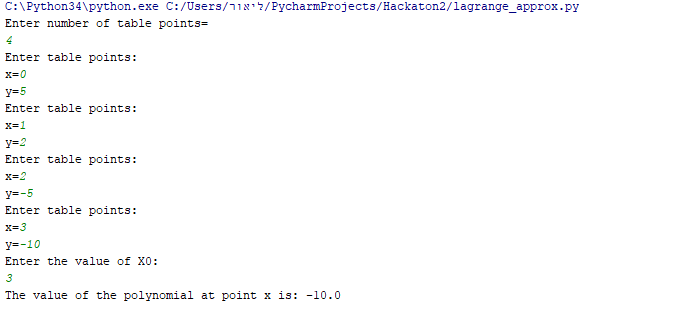 C:\Python34\python.exe C:/Users/ליאור/PycharmProjects/Hackaton2/lagrange_approx.py
Enter number of table points=
4
Enter table points:
x=0
y=5
Enter table points:
x=1
y=2
Enter table points:
x=2
y=-5
Enter table points:
x=3
y=-10
Enter the value of X0:
3
The value of the polynomial at point x is: -10.0